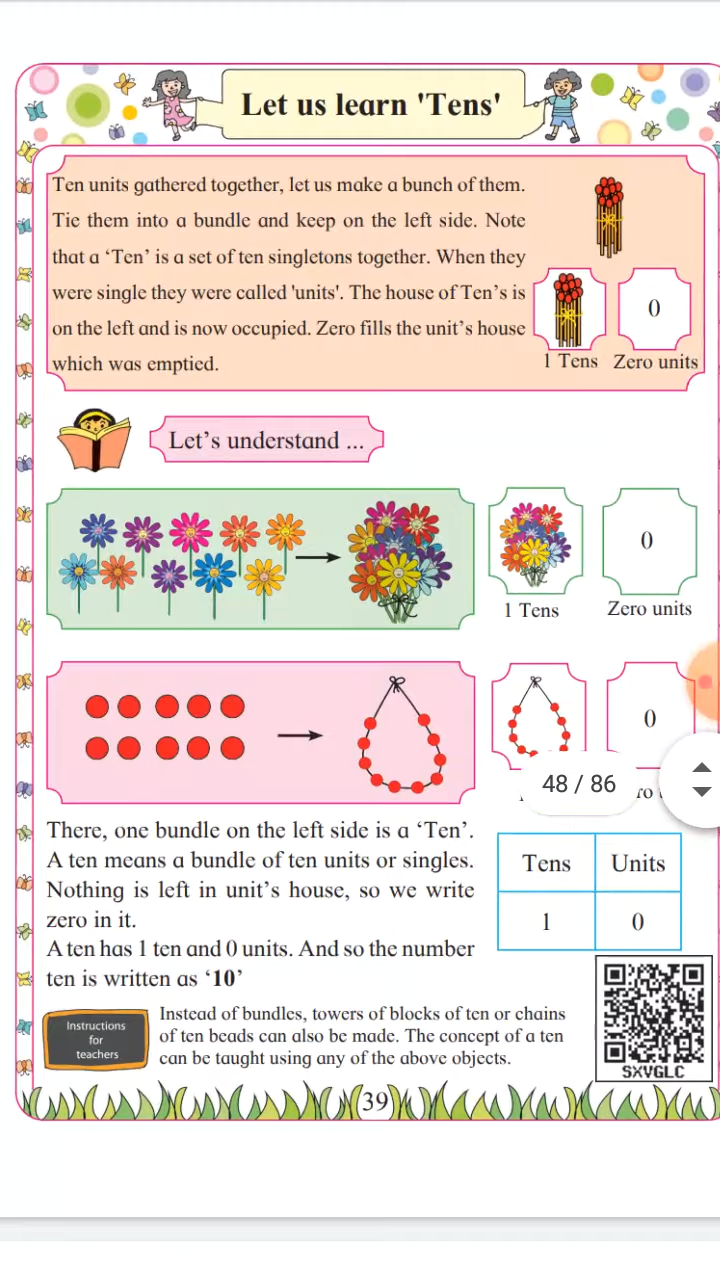 Let us learn 'Tens'
Ten units gathered together, let us make a bunch of them.
Tie them into a bundle and keep on the left side. Note
that a ‘Ten’ is a set of ten singletons together. When they
were single they were called 'units'. The house of Ten’s is
on the left and is now occupied. Zero fills the unit’s house
which was emptied.
0
1 Tens Zero units
Let’s understand ...
0
1 Tens Zero units
0
48 / 86
There, one bundle on the left side is a ‘Ten’.
A ten means a bundle of ten units or singles.
Nothing is left in unit’s house, so we write
zero in it.
A ten has 1 ten and 0 units. And so the number
ten is written as ‘10’
Tens Units
1 0
Instructions
for
teachers
Instead of bundles, towers of blocks of ten or chains
of ten beads can also be made. The concept of a ten
can be taught using any of the above objects.
SXVGLC
39